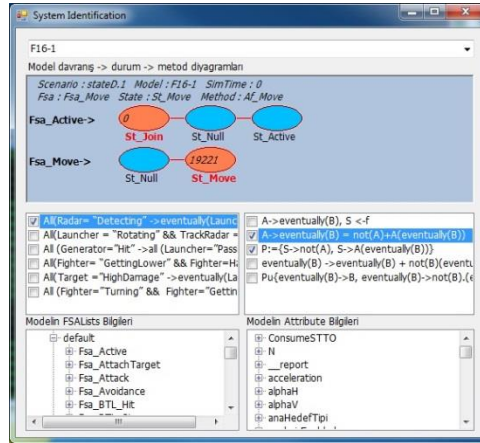 System Identification
F16-1
Model davranış -> durum -> metod diyagramları
Scenario : stateD.1 Model : F16-1 SimTime : 0
Fsa : Fsa_Move State : St_Move Method : Af_Move
Fsa_Active->
0
St_Join
St_Null
St_Active
Fsa_Move->
19221
St_Null
St_Move
All(Radar= "Detecting" ->eventually(Launc
All(Launcher = "Rotating" && TrackRadar =
All (Generator="Hit" ->all (Launcher="Pass
All(Fighter= "GettingLower" && Fighter=Ha
All(Target ="HighDamage" ->eventually(La
All (Fighter="Turning" && Fighter="Gettin
A->eventually(B), S <-f
A->eventually(B) = not(A)+A(eventually(B))
P:={S->not(A), S->A(eventually(B))}
eventually(B) ->eventually(B) + not(B)(eventu
Pu{eventually(B)->B, eventually(B)->not(B).(e
Modelin FSALists Bilgileri
default
Fsa_Active
Fsa_AttachTarget
Fsa_Attack
Fsa_Avoidance
Fsa_BTL_Hit
Modelin Attribute Bilgileri
ConsumeSTTO
N
__report
acceleration
alphaH
alphaV
anaHedefTipi